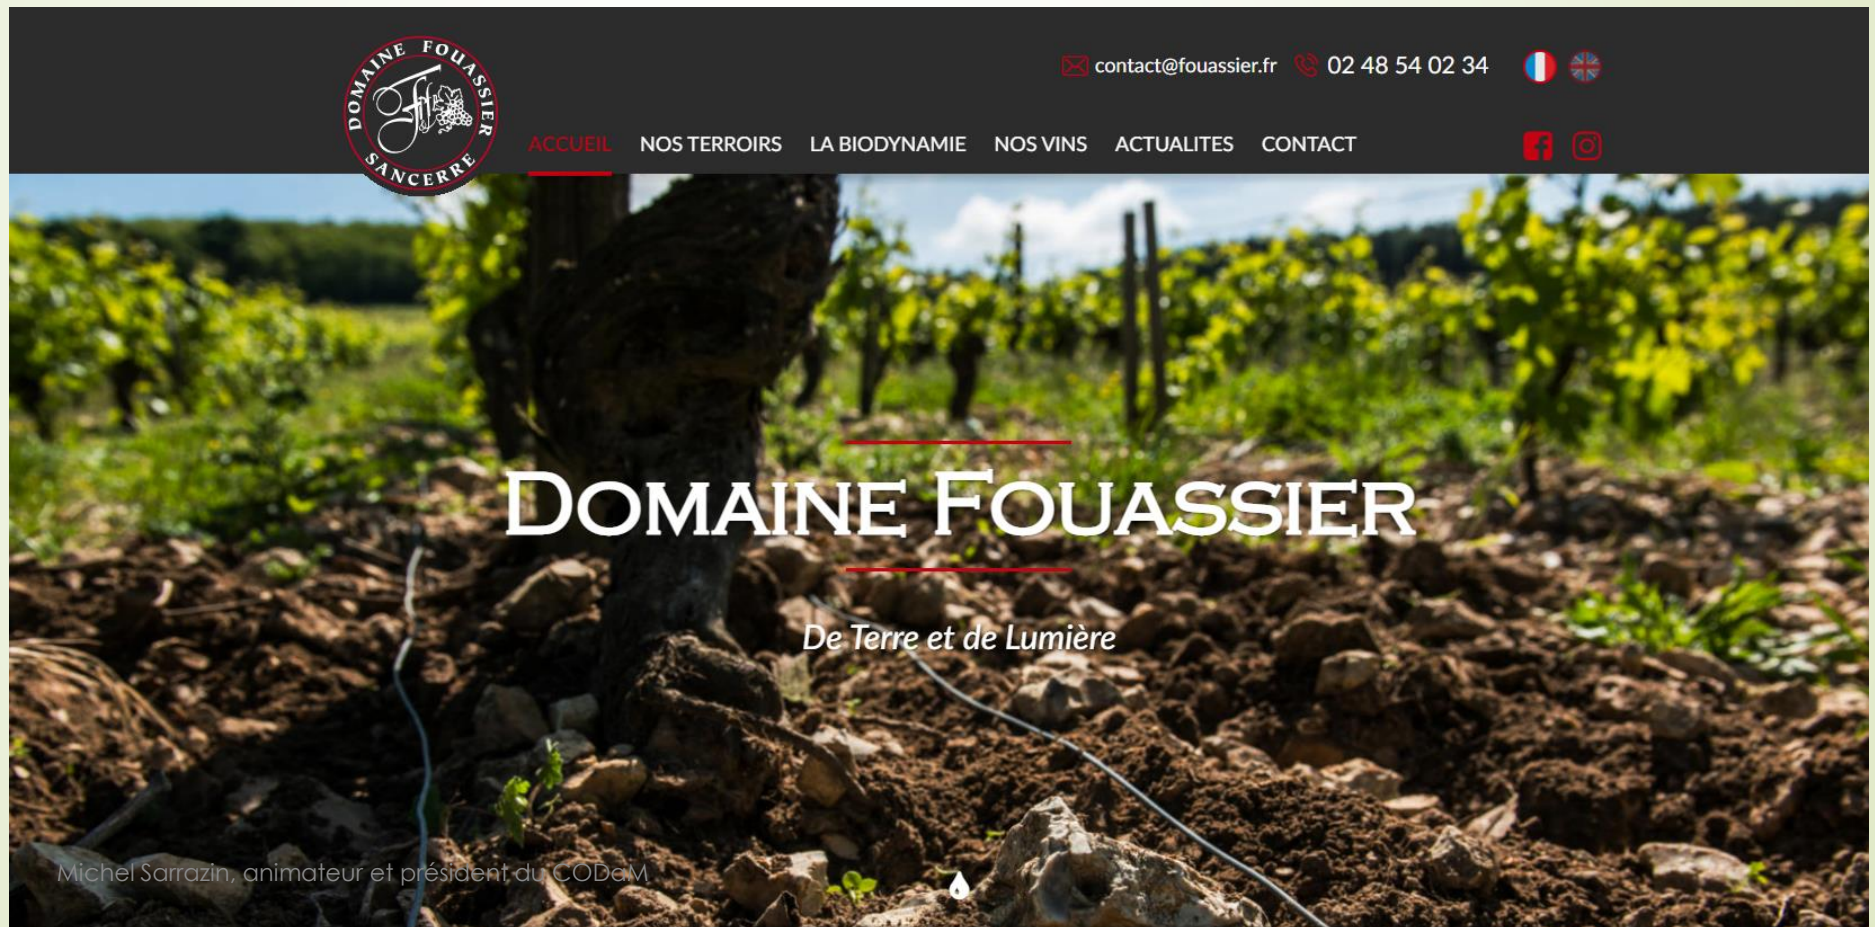 DOMAINE FOUASSIER
SANCERRE
contact@fouassier.fr 02 48 54 02 34
ACCUEIL NOS TERROIRS LA BIODYNAMIE NOS VINS ACTUALITES CONTACT
DOMAINE FOUASSIER
De Terre et de Lumière
Michel Sarrazin, animateur et président du CODaM